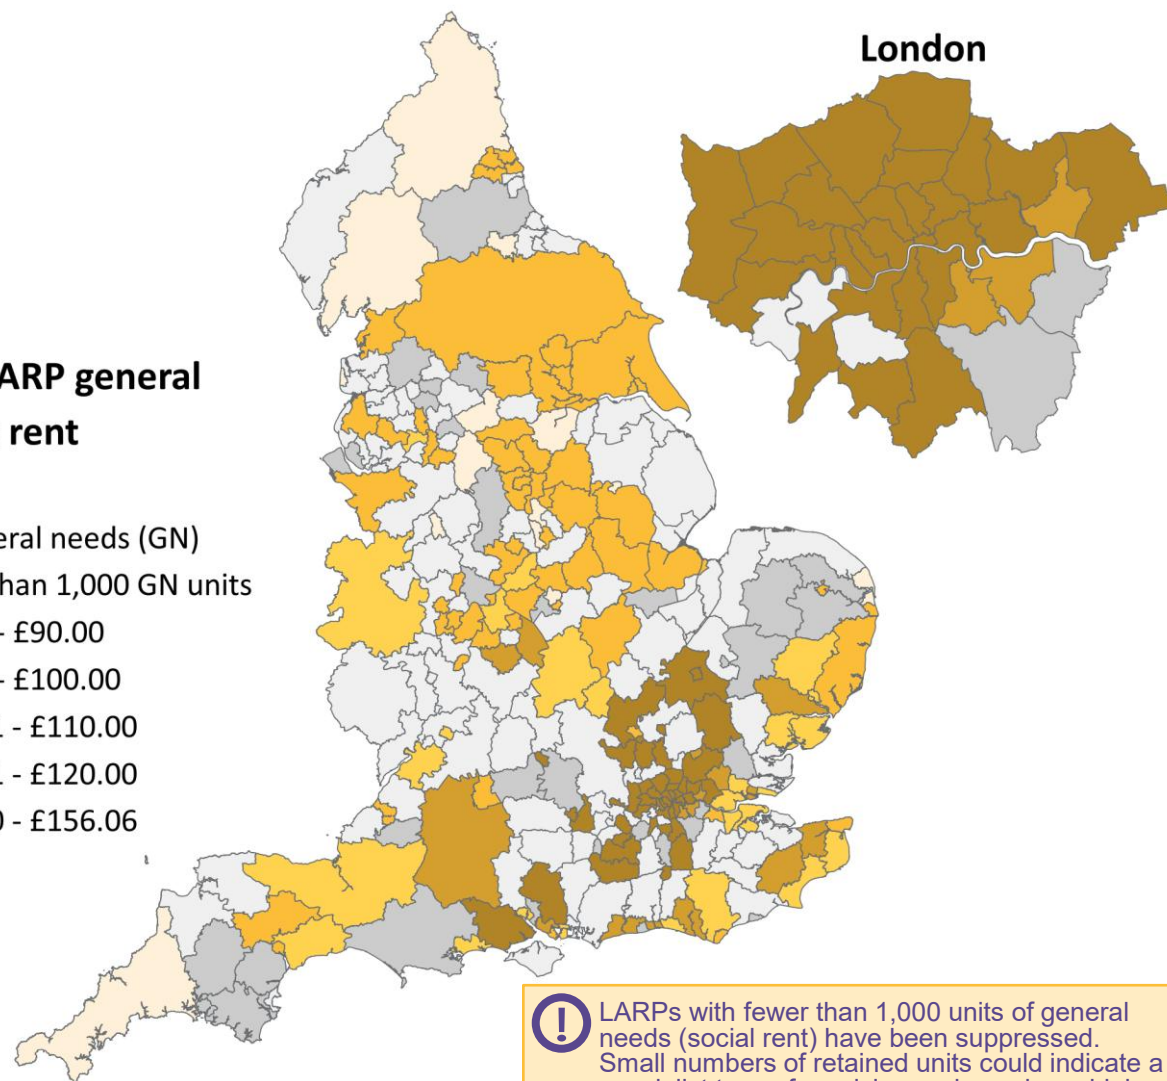 London
ARP general
rent
eral needs (GN)
han 1,000 GN units
- £90.00
- £100.00
- £110.00
- £120.00
- £156.06
! LARPs with fewer than 1,000 units of general
needs (social rent) have been suppressed.
Small numbers of retained units could indicate a